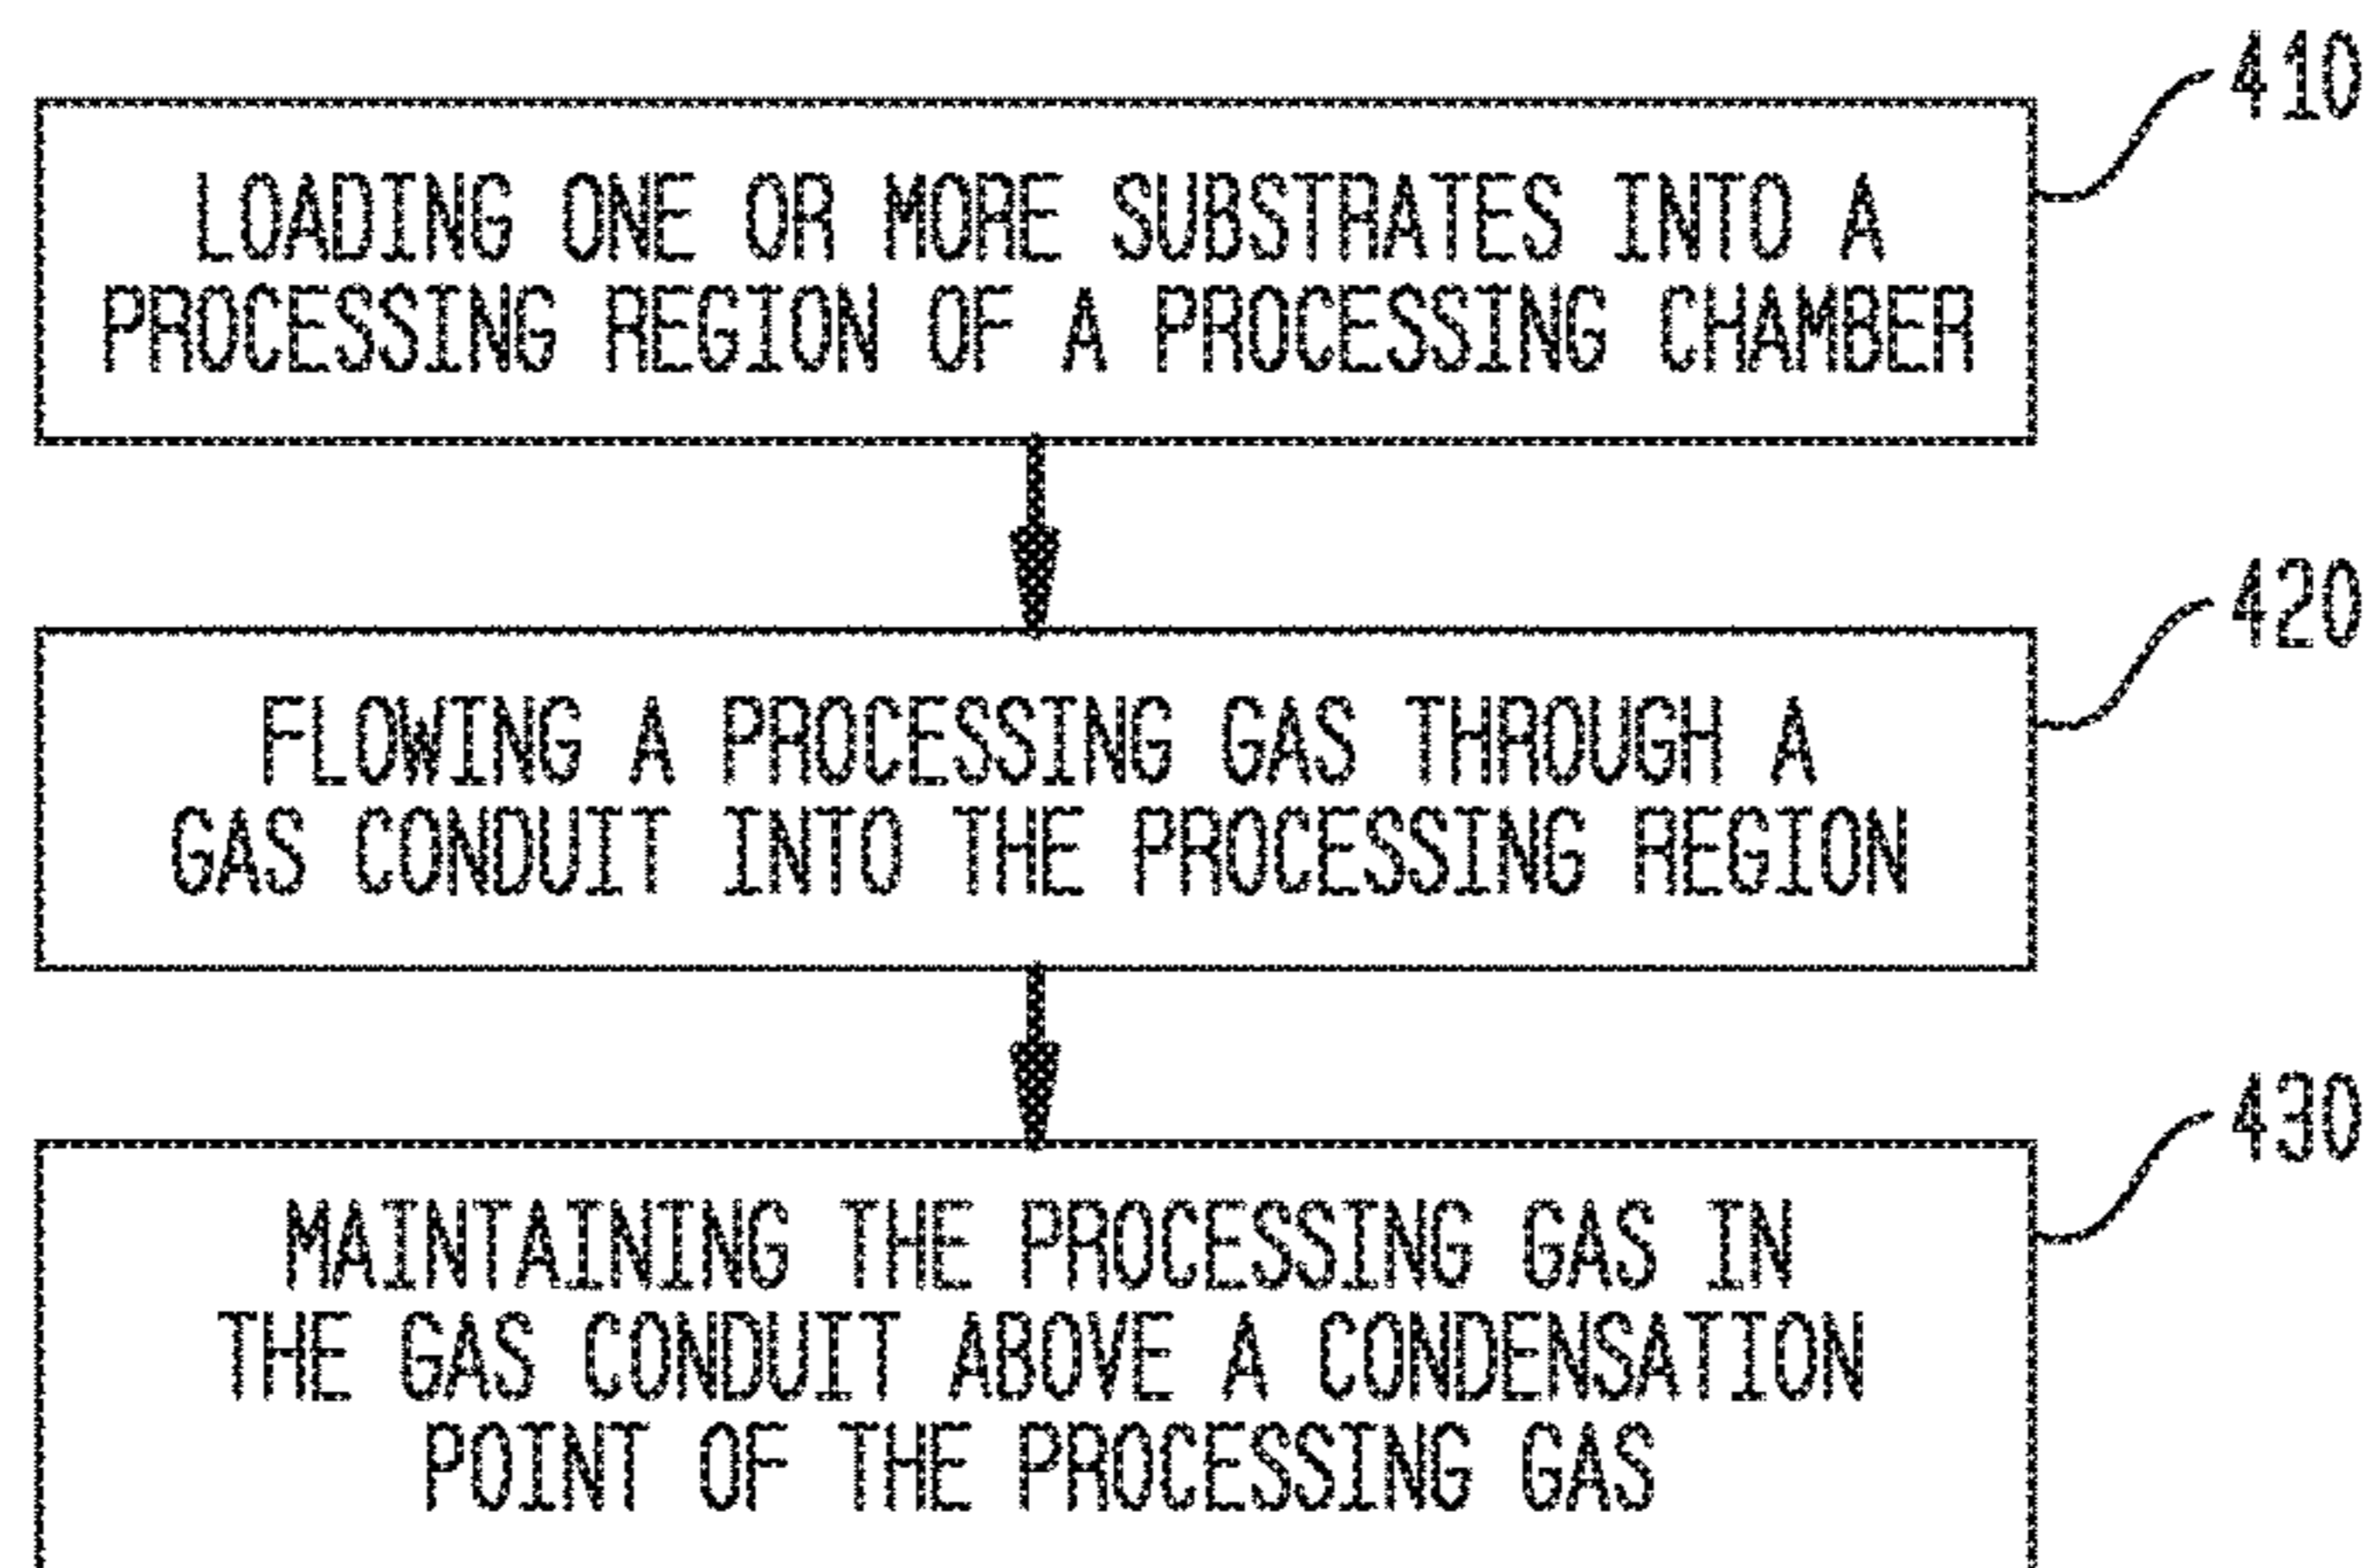 410
LOADING ONE OR MORE SUBSTRATES INTO A
PROCESSING REGION OF A PROCESSING CHAMBER
420
FLOWING A PROCESSING GAS THROUGH A
GAS CONDUIT INTO THE PROCESSING REGION
430
MAINTAINING THE PROCESSING GAS IN
THE GAS CONDUIT ABOVE A CONDENSATION
POINT OF THE PROCESSING GAS